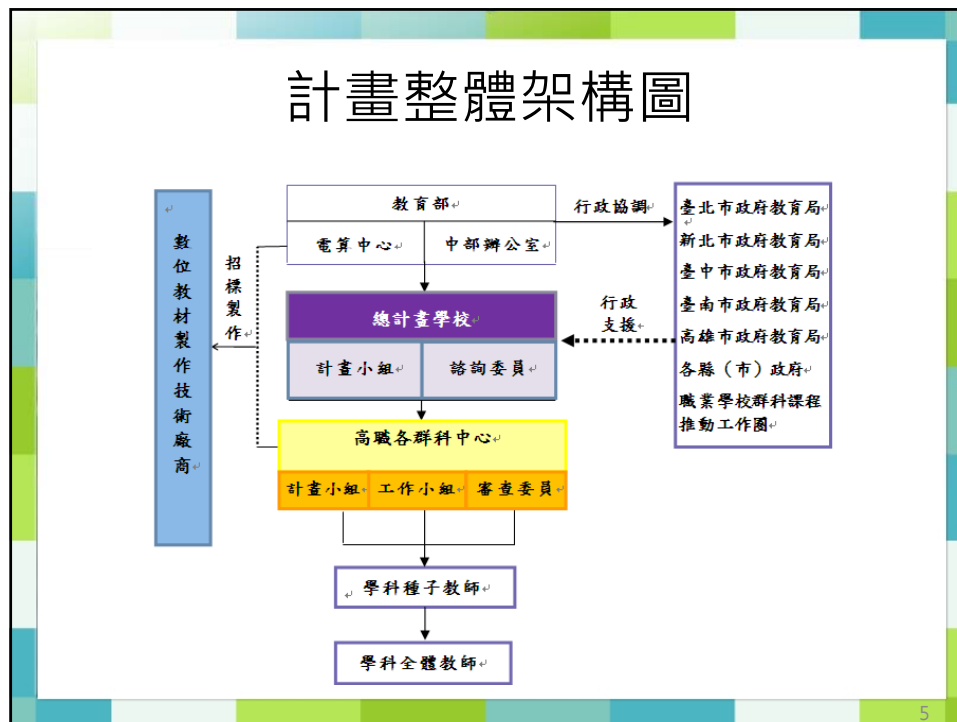 計畫整體架構圖
教育部
電算中心
中部辦公室
行政協調
臺北市政府教育局
新北市政府教育局
臺中市政府教育局
臺南市政府教育局
高雄市政府教育局
各縣（市）政府
職業學校群科課程
推動工作圈
行政
支援
數位教材製作技術廠商
招標製作
總計畫學校
計畫小組
諮詢委員
高職各群科中心
計畫小組
工作小組
審查委員
學科種子教師
學科全體教師
5